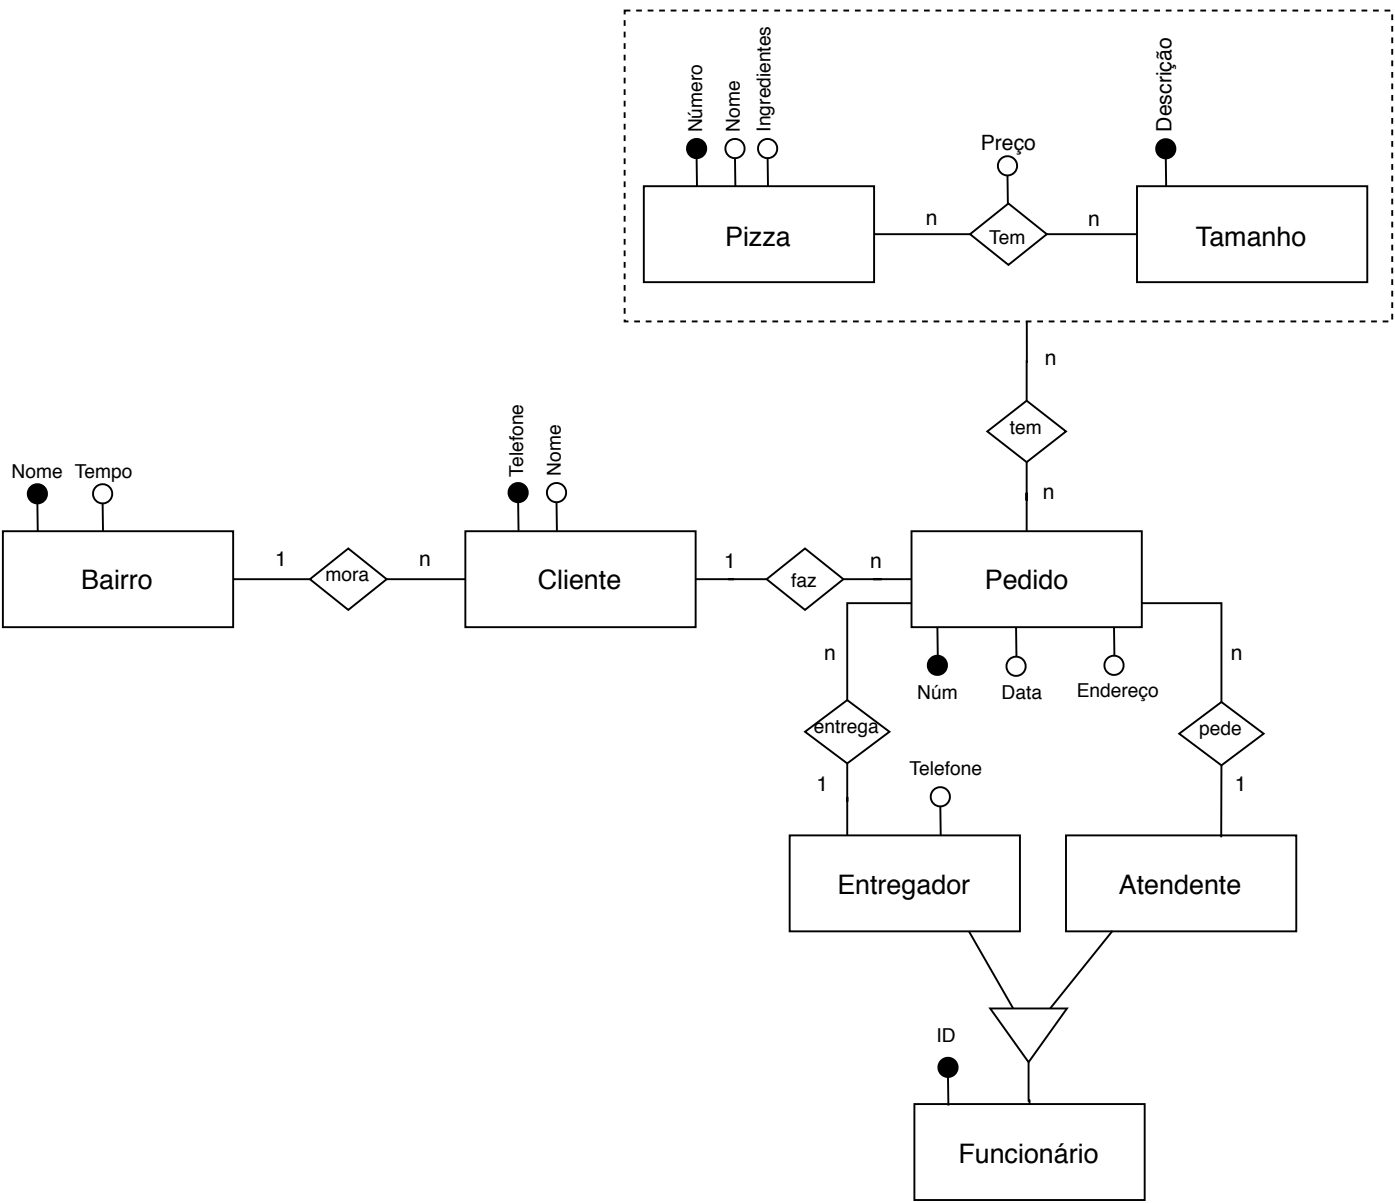 Número
Nome
Ingredientes
Preço
Descrição
Pizza
n
Tem
n
Tamanho
n
tem
n
Nome
Tempo
Telefone
Nome
Bairro
1
mora
n
Cliente
1
faz
n
Pedido
Núm
Data
Endereço
n
n
entrega
pede
1
Telefone
1
Entregador
Atendente
ID
Funcionário